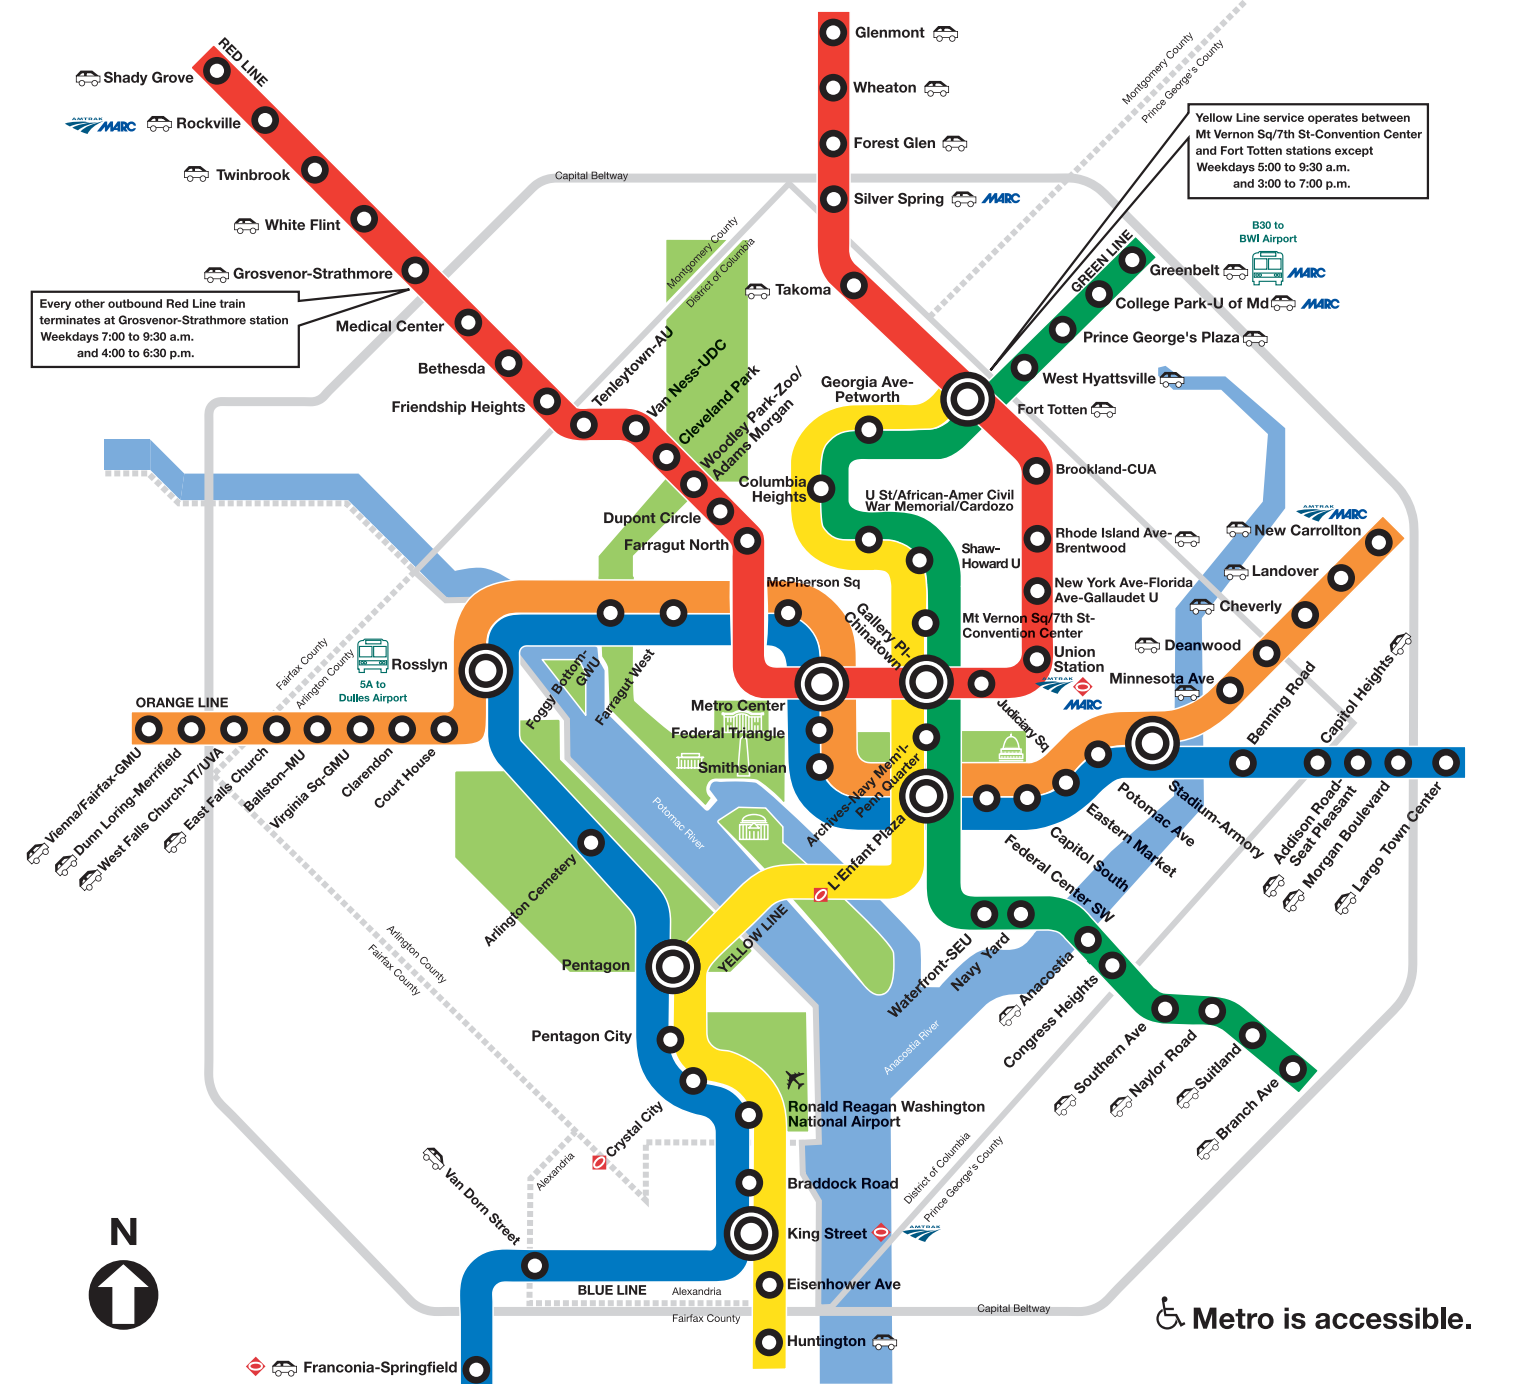 RED LINE
Shady Grove
AMTRAK
MARC
Rockville
Twinbrook
White Flint
Grosvenor-Strathmore
Every other outbound Red Line train
terminates at Grosvenor-Strathmore station
Weekdays 7:00 to 9:30 a.m.
and 4:00 to 6:30 p.m.
Medical Center
Bethesda
Friendship Heights
Tenleytown-AU
Van Ness-UDC
Cleveland Park
Woodley Park-Zoo/
Adams Morgan
Dupont Circle
Farragut North
Capital Beltway
Montgomery County
District of Columbia
Glenmont
Wheaton
Forest Glen
Silver Spring
MARC
Takoma
Montgomery County
Prince George's County
Yellow Line service operates between
Mt Vernon Sq/7th St-Convention Center
and Fort Totten stations except
Weekdays 5:00 to 9:30 a.m.
and 3:00 to 7:00 p.m.
B30 to
BWI Airport
GREEN LINE
Greenbelt
MARC
College Park-U of Md
MARC
Prince George's Plaza
West Hyattsville
Fort Totten
Georgia Ave-
Petworth
Columbia
Heights
U St/African-Amer Civil
War Memorial/Cardozo
Shaw-
Howard U
Mt Vernon Sq/7th St-
Convention Center
Brookland-CUA
Rhode Island Ave-
Brentwood
New York Ave-Florida
Ave-Gallaudet U
Union
Station
AMTRAK
MARC
Judiciary Sq
Gallery Pl-
Chinatown
McPherson Sq
Metro Center
Federal Triangle
Smithsonian
Archives-Navy Mem'l-
Penn Quarter
L'Enfant Plaza
AMTRAK
MARC
New Carrollton
Landover
Cheverly
Deanwood
Minnesota Ave
Benning Road
Capitol Heights
Stadium-Armory
Potomac Ave
Eastern Market
Capitol South
Federal Center SW
Addison Road-
Seat Pleasant
Morgan Boulevard
Largo Town Center
Fairfax County
Arlington County
5A to
Dulles Airport
Rosslyn
Foggy Bottom-
GWU
Farragut West
ORANGE LINE
Vienna/Fairfax-GMU
Dunn Loring-Merrifield
West Falls Church-VT/UVA
East Falls Church
Ballston-MU
Virginia Sq-GMU
Clarendon
Court House
Potomac River
Arlington Cemetery
Arlington County
Fairfax County
Pentagon
YELLOW LINE
Pentagon City
Crystal City
Ronald Reagan Washington
National Airport
Braddock Road
King Street
AMTRAK
Eisenhower Ave
Huntington
Van Dorn Street
Alexandria
BLUE LINE
Alexandria
Fairfax County
Franconia-Springfield
Waterfront-SEU
Navy Yard
Anacostia
Congress Heights
Southern Ave
Naylor Road
Suitland
Branch Ave
Anacostia River
District of Columbia
Prince George's County
Capital Beltway
N
Metro is accessible.